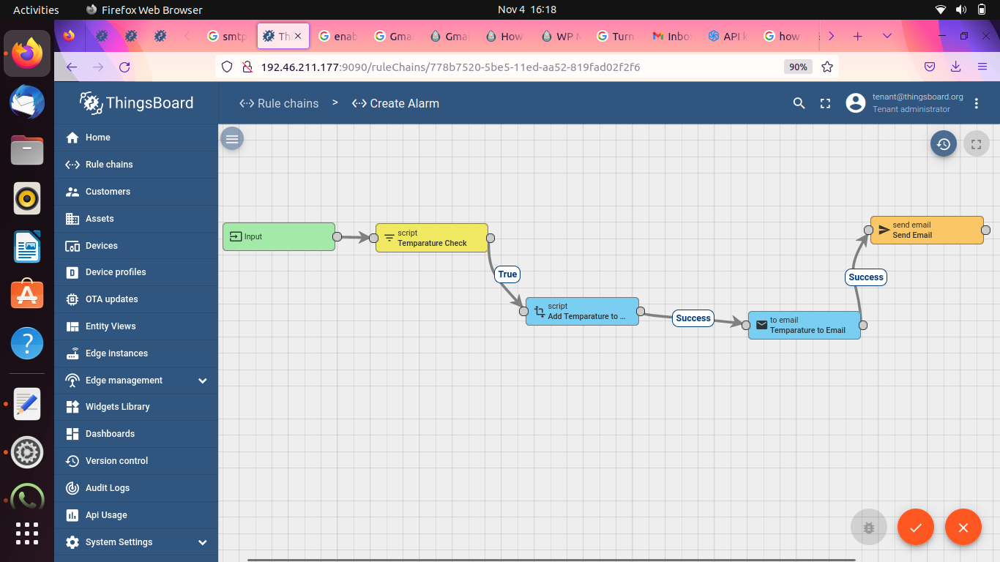 Activities
Firefox Web Browser
Nov 4 16:18
smtp
Th
enab
Gmai
Gmai
How
WP M
Turn
Inbo
API k
how
192.46.211.177:9090/ruleChains/778b7520-5be5-11ed-aa52-819fad02f2f6
90%
ThingsBoard
Rule chains > Create Alarm
tenant@thingsboard.org
Tenant administrator
Home
Rule chains
Customers
Assets
Devices
Device profiles
OTA updates
Entity Views
Edge instances
Edge management
Widgets Library
Dashboards
Version control
Audit Logs
Api Usage
System Settings
Input
script
Temparature Check
True
script
Add Temparature to ...
Success
to email
Temparature to Email
Success
send email
Send Email